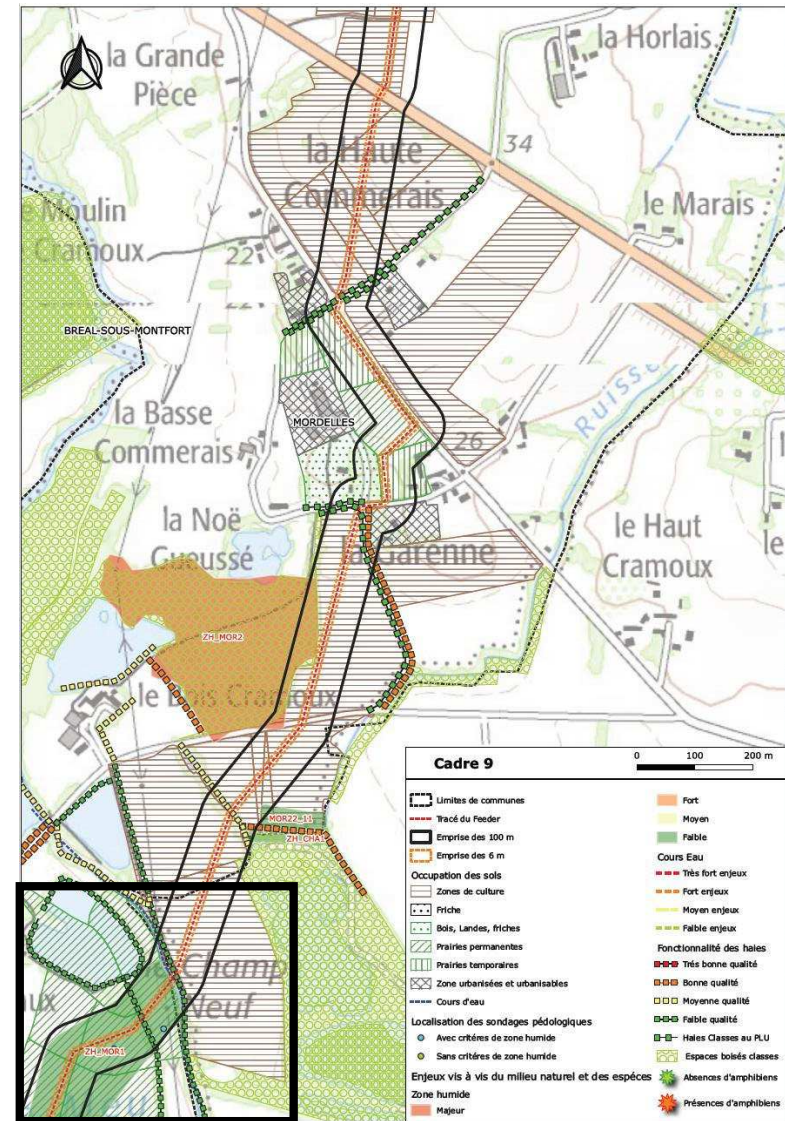 la Grande
Pièce
la Horlais
34
la Haute
Commerais
le Marais
Moulin
Cramoux
22
BREAL-SOUS-MONTFORT
MORDELLES
la Basse
Commerais
26
la Noë
Gueussé
la Garenne
le Haut
Cramoux
le
ZH_MOR2
le Bois Cramoux
MOR22_11
ZH_CHA1
Champ
Neuf
aux
ZH_MOR1
Cadre 9
0 100 200 m
Limites de communes
Tracé du Feeder
Emprise des 100 m
Emprise des 6 m
Occupation des sols
Zones de culture
Friche
Bois, Landes, friches
Prairies permanentes
Prairies temporaires
Zone urbanisées et urbanisables
Cours d'eau
Localisation des sondages pédologiques
Avec critères de zone humide
Sans critères de zone humide
Enjeux vis à vis du milieu naturel et des espéces
Zone humide
Majeur
Fort
Moyen
Faible
Cours Eau
Très fort enjeux
Fort enjeux
Moyen enjeux
Faible enjeux
Fonctionnalité des haies
Trés bonne qualité
Bonne qualité
Moyenne qualité
Faible qualité
Haies Classes au PLU
Espaces boisés classes
Absences d'amphibiens
Présences d'amphibiens